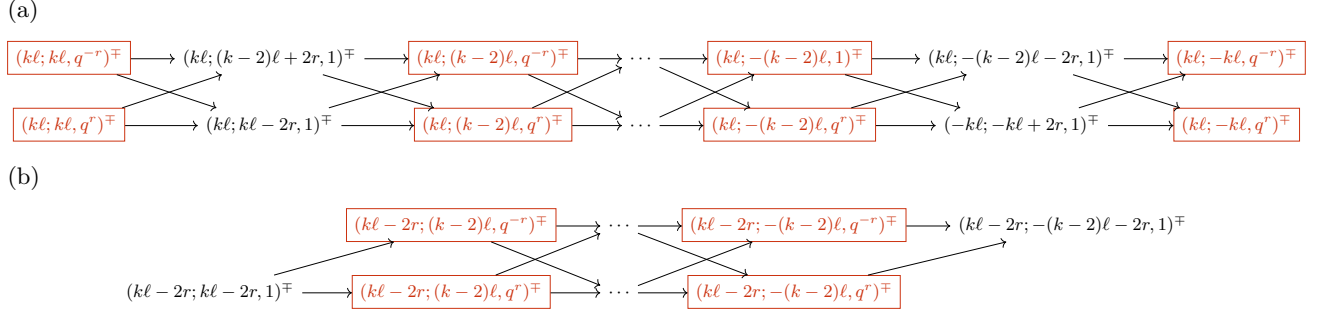 (a)
(kℓ; kℓ, q^{-r})^∓ (kℓ; (k − 2)ℓ + 2r, 1)^∓ (kℓ; (k − 2)ℓ, q^{-r})^∓ ⋯ (kℓ; −(k − 2)ℓ, 1)^∓ (kℓ; −(k − 2)ℓ − 2r, 1)^∓ (kℓ; −kℓ, q^{-r})^∓
(kℓ; kℓ, q^r)^∓ (kℓ; kℓ − 2r, 1)^∓ (kℓ; (k − 2)ℓ, q^r)^∓ ⋯ (kℓ; −(k − 2)ℓ, q^r)^∓ (−kℓ; −kℓ + 2r, 1)^∓ (kℓ; −kℓ, q^r)^∓
(b)
(kℓ − 2r; (k − 2)ℓ, q^{-r})^∓ ⋯ (kℓ − 2r; −(k − 2)ℓ, q^{-r})^∓ (kℓ − 2r; −(k − 2)ℓ − 2r, 1)^∓
(kℓ − 2r; kℓ − 2r, 1)^∓ (kℓ − 2r; (k − 2)ℓ, q^r)^∓ ⋯ (kℓ − 2r; −(k − 2)ℓ, q^r)^∓